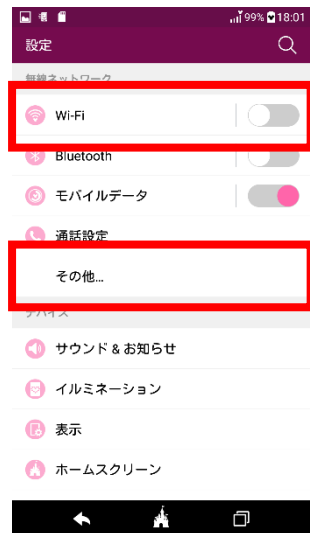 99% 18:01
設定
無線ネットワーク
Wi-Fi
Bluetooth
モバイルデータ
通話設定
その他...
デバイス
サウンド & お知らせ
イルミネーション
表示
ホームスクリーン